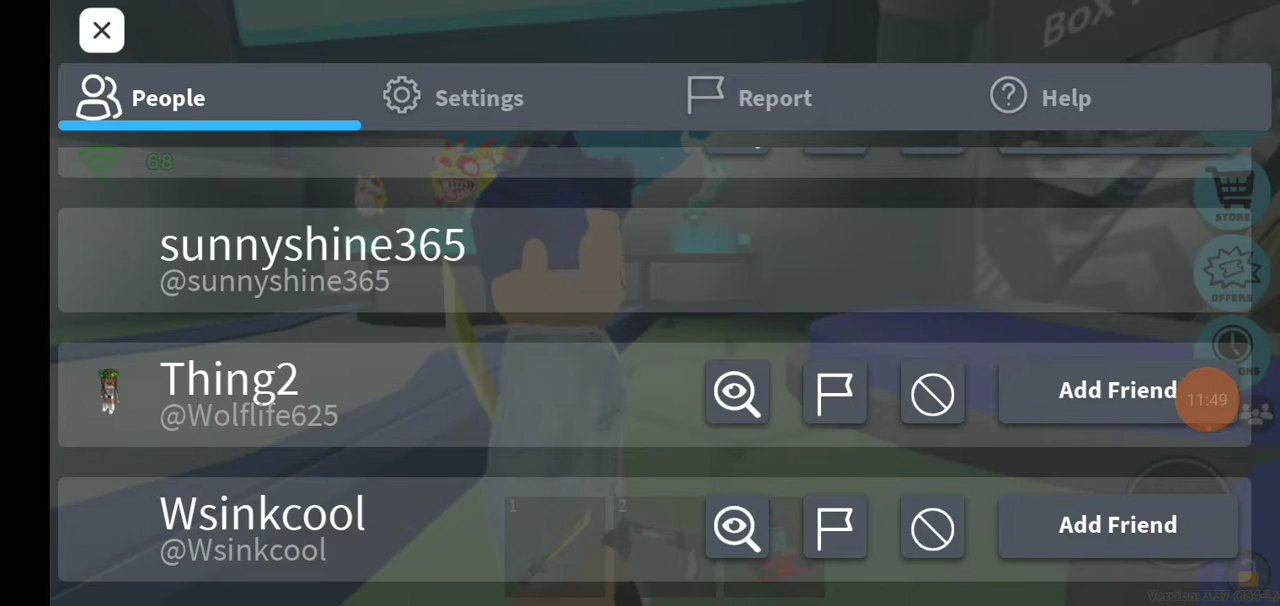 BOX
People
Settings
Report
Help
68
sunnyshine365
@sunnyshine365
STORE
OFFERS
Thing2
@Wolflife625
Add Friend
11:49
Wsinkcool
@Wsinkcool
Add Friend
1
2